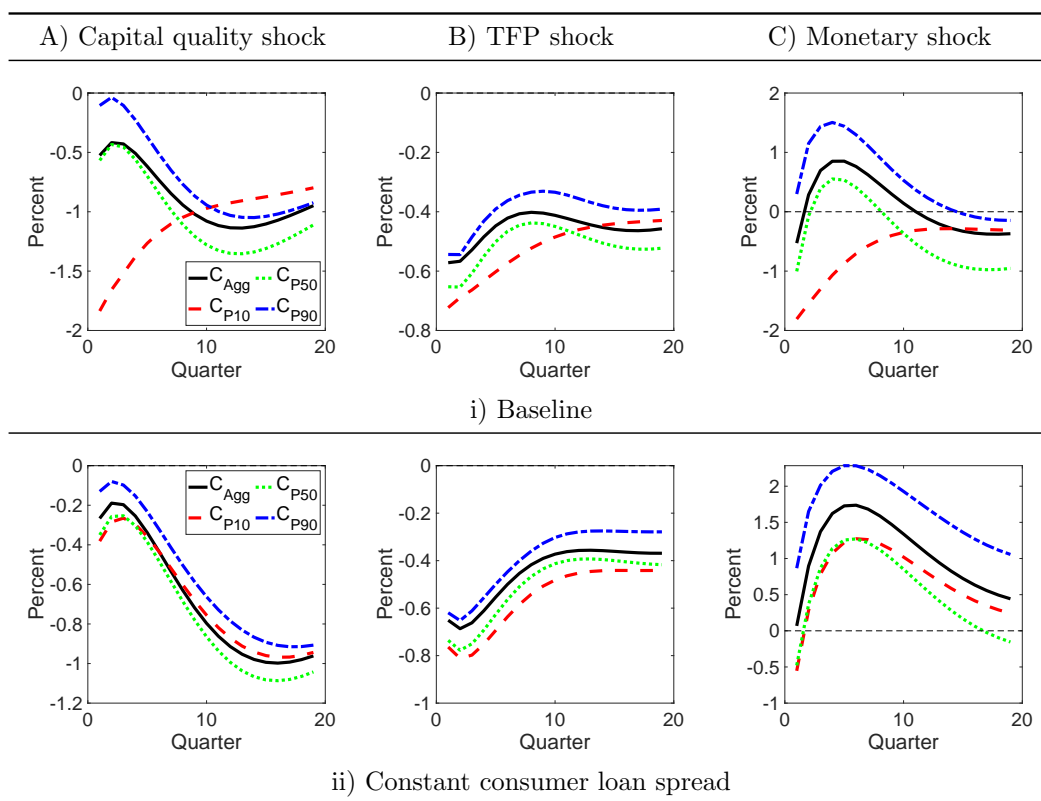 A) Capital quality shock B) TFP shock C) Monetary shock
0
-0.5
-1
-1.5
-2
Percent
C_Agg C_P50
C_P10 C_P90
0 10 20
Quarter
0
-0.2
-0.4
-0.6
-0.8
Percent
0 10 20
Quarter
2
1
0
-1
-2
Percent
0 10 20
Quarter
i) Baseline
0
-0.2
-0.4
-0.6
-0.8
-1
-1.2
Percent
C_Agg C_P50
C_P10 C_P90
0 10 20
Quarter
0
-0.2
-0.4
-0.6
-0.8
-1
Percent
0 10 20
Quarter
2
1.5
1
0.5
0
-0.5
-1
Percent
0 10 20
Quarter
ii) Constant consumer loan spread